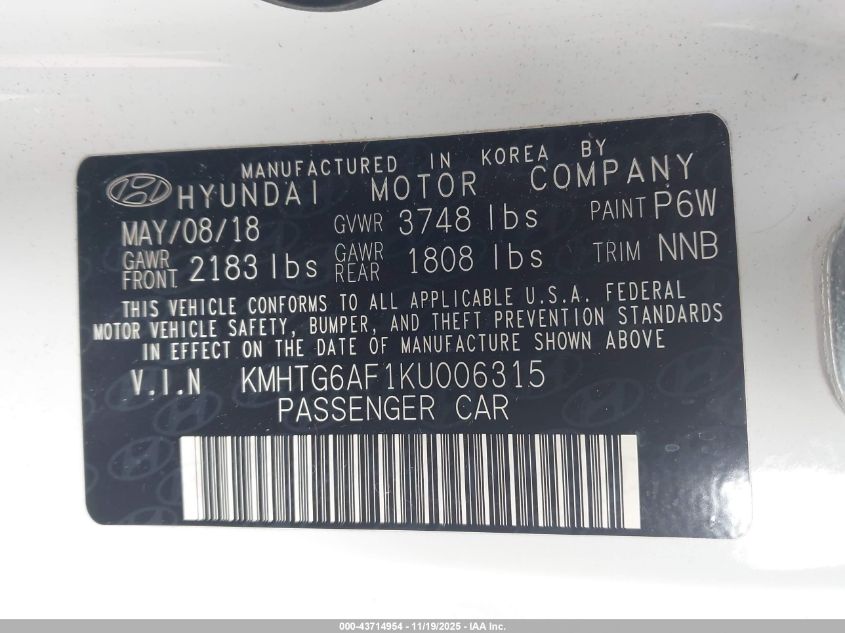 MANUFACTURED IN KOREA BY
HYUNDAI MOTOR COMPANY
MAY/08/18 GVWR 3748 lbs PAINT P6W
GAWR FRONT 2183 lbs GAWR REAR 1808 lbs TRIM NNB
THIS VEHICLE CONFORMS TO ALL APPLICABLE U.S.A. FEDERAL
MOTOR VEHICLE SAFETY, BUMPER, AND THEFT PREVENTION STANDARDS
IN EFFECT ON THE DATE OF MANUFACTURE SHOWN ABOVE
V.I.N KMHTG6AF1KU006315
PASSENGER CAR
000-43714954 - 11/19/2025 - IAA Inc.